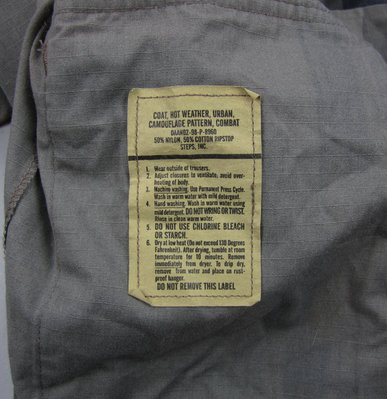 COAT, HOT WEATHER, URBAN,
CAMOUFLAGE PATTERN, COMBAT
DAAN02-98-P-8960
50% NYLON, 50% COTTON RIPSTOP
STEPS, INC.
1. Wear outside of trousers.
2. Adjust closures to ventilate, avoid over-
heating of body.
3. Machine washing. Use Permanent Press Cycle.
Wash in warm water with mild detergent.
4. Hand washing. Wash in warm water using
mild detergent. DO NOT WRING OR TWIST.
Rinse in clean warm water.
5. DO NOT USE CHLORINE BLEACH
OR STARCH.
6. Dry at low heat (Do not exceed 130 Degrees
Fahrenheit). After drying, tumble at room
temperature for 10 minutes. Remove
immediately from dryer. To drip dry,
remove from water and place on rust-
proof hanger.
DO NOT REMOVE THIS LABEL